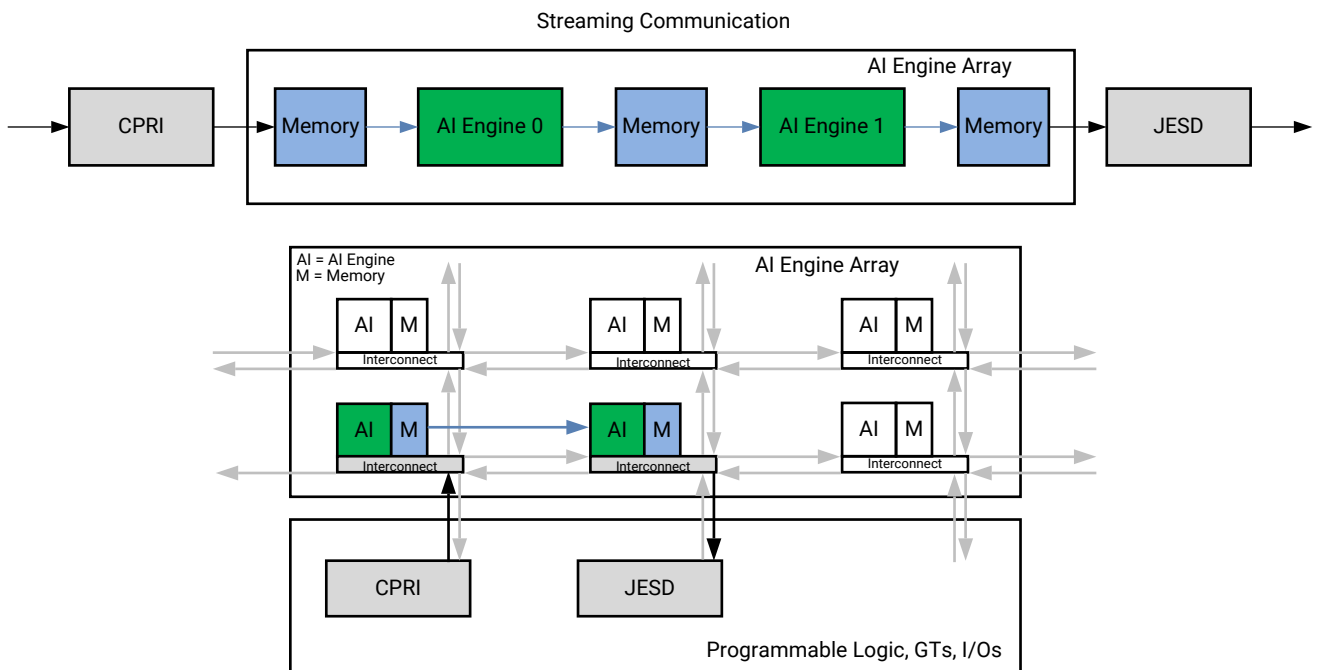 Streaming Communication
AI Engine Array
CPRI
Memory
AI Engine 0
Memory
AI Engine 1
Memory
JESD
AI = AI Engine
M = Memory
AI Engine Array
AI M
AI M
AI M
Interconnect
Interconnect
Interconnect
AI M
AI M
AI M
Interconnect
Interconnect
Interconnect
CPRI
JESD
Programmable Logic, GTs, I/Os